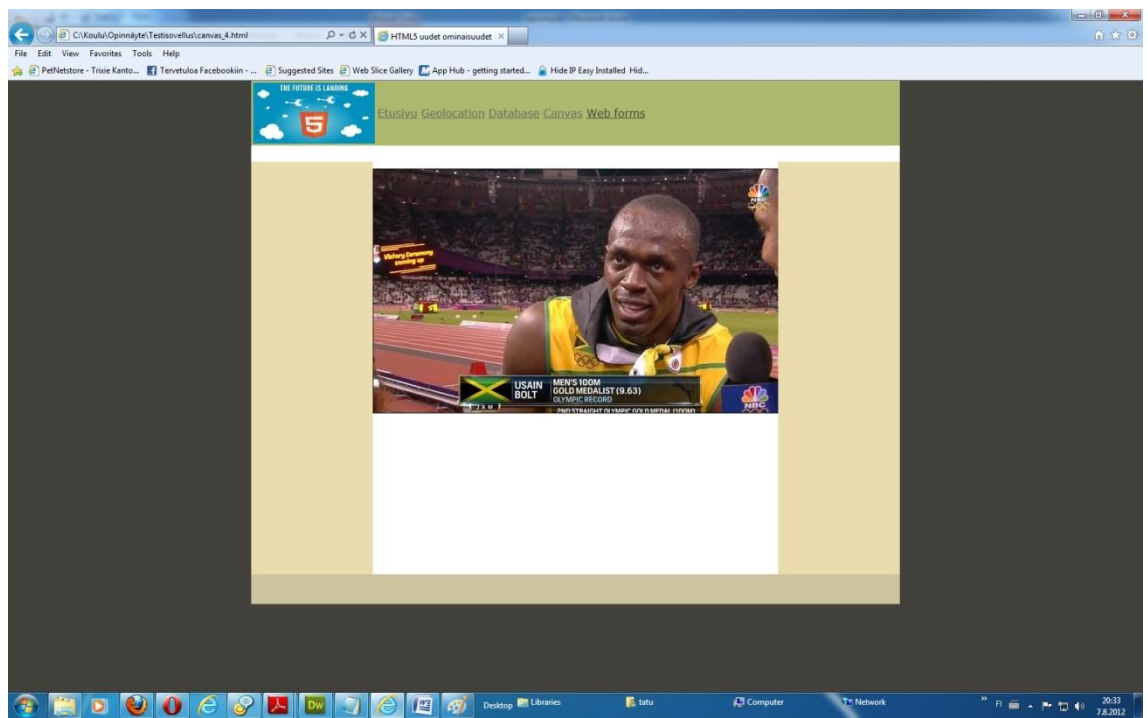 C:\Koulu\Opinnäyte\Testisovellus\canvas_4.html
HTML5 uudet ominaisuudet
File Edit View Favorites Tools Help
PetNetstore - Trixie Kanto... Tervetuloa Facebookiin - ... Suggested Sites Web Slice Gallery App Hub - getting started... Hide IP Easy Installed Hid...
THE FUTURE IS LANDING
5
Etusivu Geolocation Database Canvas Web forms
NBC
Victory Ceremony
coming up
USAIN
BOLT
MEN'S 100M
GOLD MEDALIST (9.63)
OLYMPIC RECORD
JAM
2ND STRAIGHT OLYMPIC GOLD MEDAL (100M)
NBC
Dw
Desktop Libraries tatu Computer Network
FI
20:33
7.8.2012